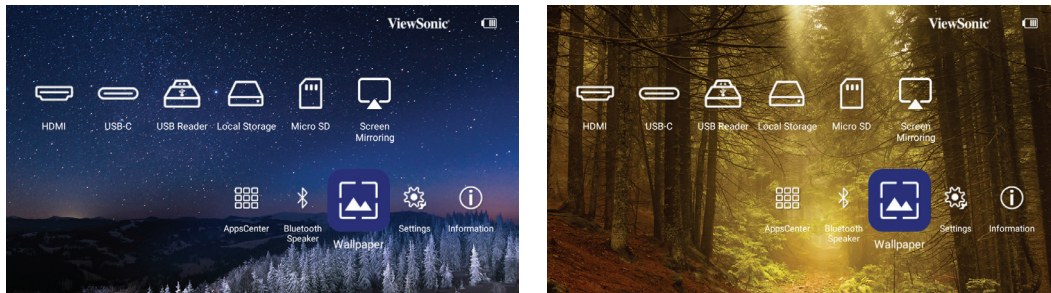 ViewSonic
HDMI
USB-C
USB Reader
Local Storage
Micro SD
Screen
Mirroring
AppsCenter
Bluetooth
Speaker
Wallpaper
Settings
Information
ViewSonic
HDMI
USB-C
USB Reader
Local Storage
Micro SD
Screen
Mirroring
AppsCenter
Bluetooth
Speaker
Wallpaper
Settings
Information